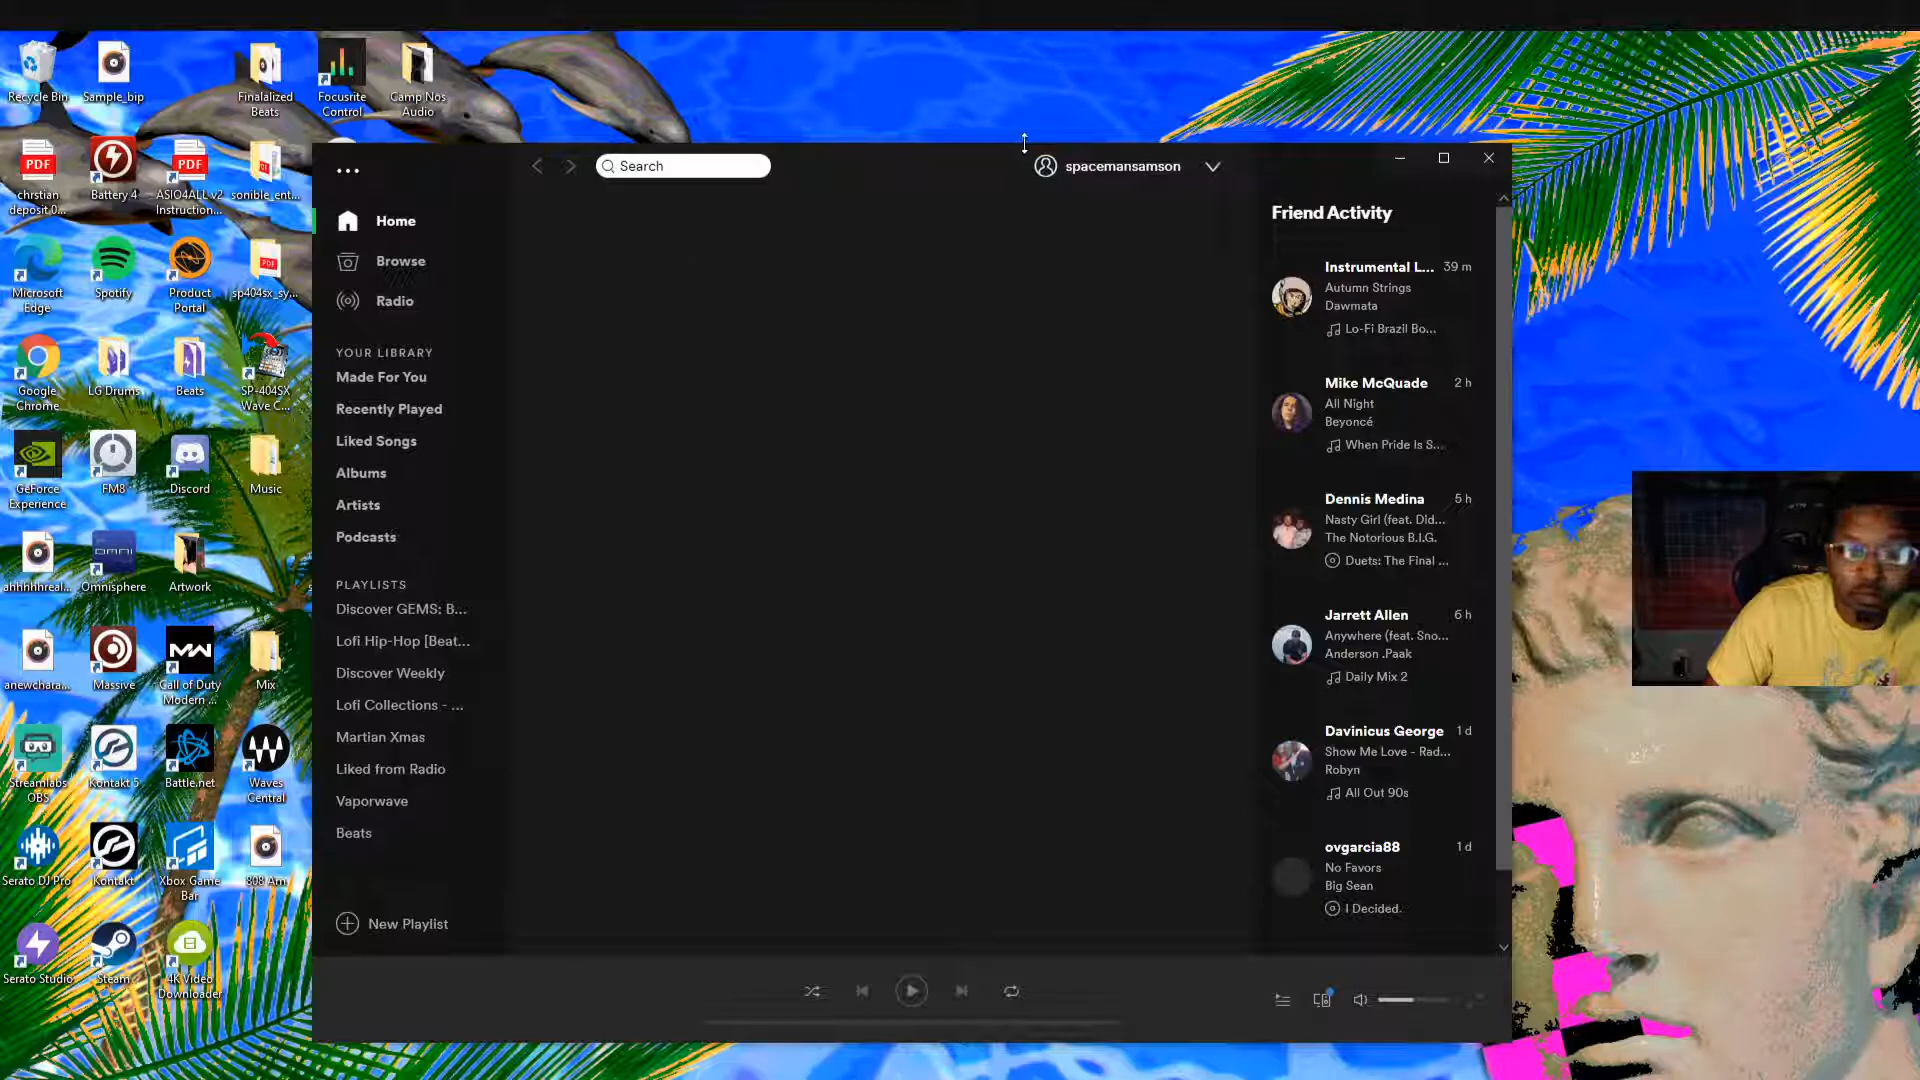 Recycle Bin
Sample_bip
Finalalized
Beats
Focusrite
Control
Camp Nos
Audio
chrstian
deposit.0...
Battery 4
ASIO4ALL v2
Instruction...
sonible_ent...
Microsoft
Edge
Spotify
Product
Portal
sp404sx_sy...
Google
Chrome
LG Drums
Beats
SP-404SX
Wave C...
GeForce
Experience
FM8
Discord
Music
ahhhhhreal...
Omnisphere
Artwork
anewchara...
Massive
Call of Duty
Modern ...
Mix
Streamlabs
OBS
Kontakt 5
Battle.net
Waves
Central
Serato DJ Pro
Kontakt
Xbox Game
Bar
Serato Studio
Steam
4K Video
Downloader
Search
spacemansamson
Home
Browse
Radio
YOUR LIBRARY
Made For You
Recently Played
Liked Songs
Albums
Artists
Podcasts
PLAYLISTS
Discover GEMS: B...
Lofi Hip-Hop [Beat...
Discover Weekly
Lofi Collections - ...
Martian Xmas
Liked from Radio
Vaporwave
Beats
New Playlist
Friend Activity
Instrumental L... 39 m
Autumn Strings
Dawmata
Lo-Fi Brazil Bo...
Mike McQuade 2 h
All Night
Beyoncé
When Pride Is S...
Dennis Medina 5 h
Nasty Girl (feat. Did...
The Notorious B.I.G.
Duets: The Final ...
Jarrett Allen 6 h
Anywhere (feat. Sno...
Anderson .Paak
Daily Mix 2
Davinicus George 1 d
Show Me Love - Rad...
Robyn
All Out 90s
ovgarcia88 1 d
No Favors
Big Sean
I Decided.